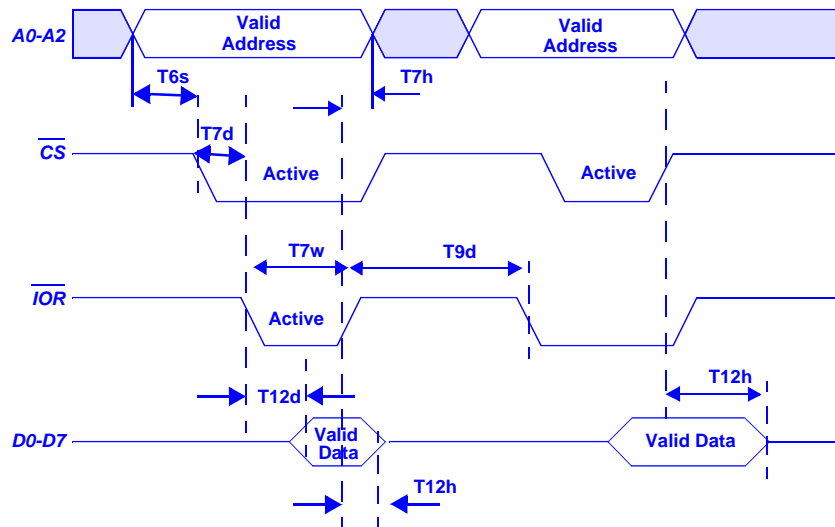 A0-A2
Valid
Address
Valid
Address
T6s
T7h
T7d
CS
Active
Active
T7w
T9d
IOR
Active
T12d
T12h
D0-D7
Valid
Data
Valid Data
T12h